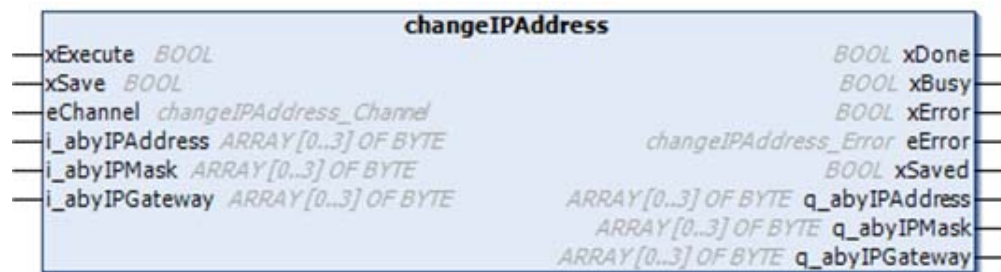 changeIPAddress
xExecute BOOL BOOL xDone
xSave BOOL BOOL xBusy
eChannel changeIPAddress_Channel BOOL xError
i_abyIPAddress ARRAY [0..3] OF BYTE changeIPAddress_Error eError
i_abyIPMask ARRAY [0..3] OF BYTE BOOL xSaved
i_abyIPGateway ARRAY [0..3] OF BYTE ARRAY [0..3] OF BYTE q_abyIPAddress
ARRAY [0..3] OF BYTE q_abyIPMask
ARRAY [0..3] OF BYTE q_abyIPGateway